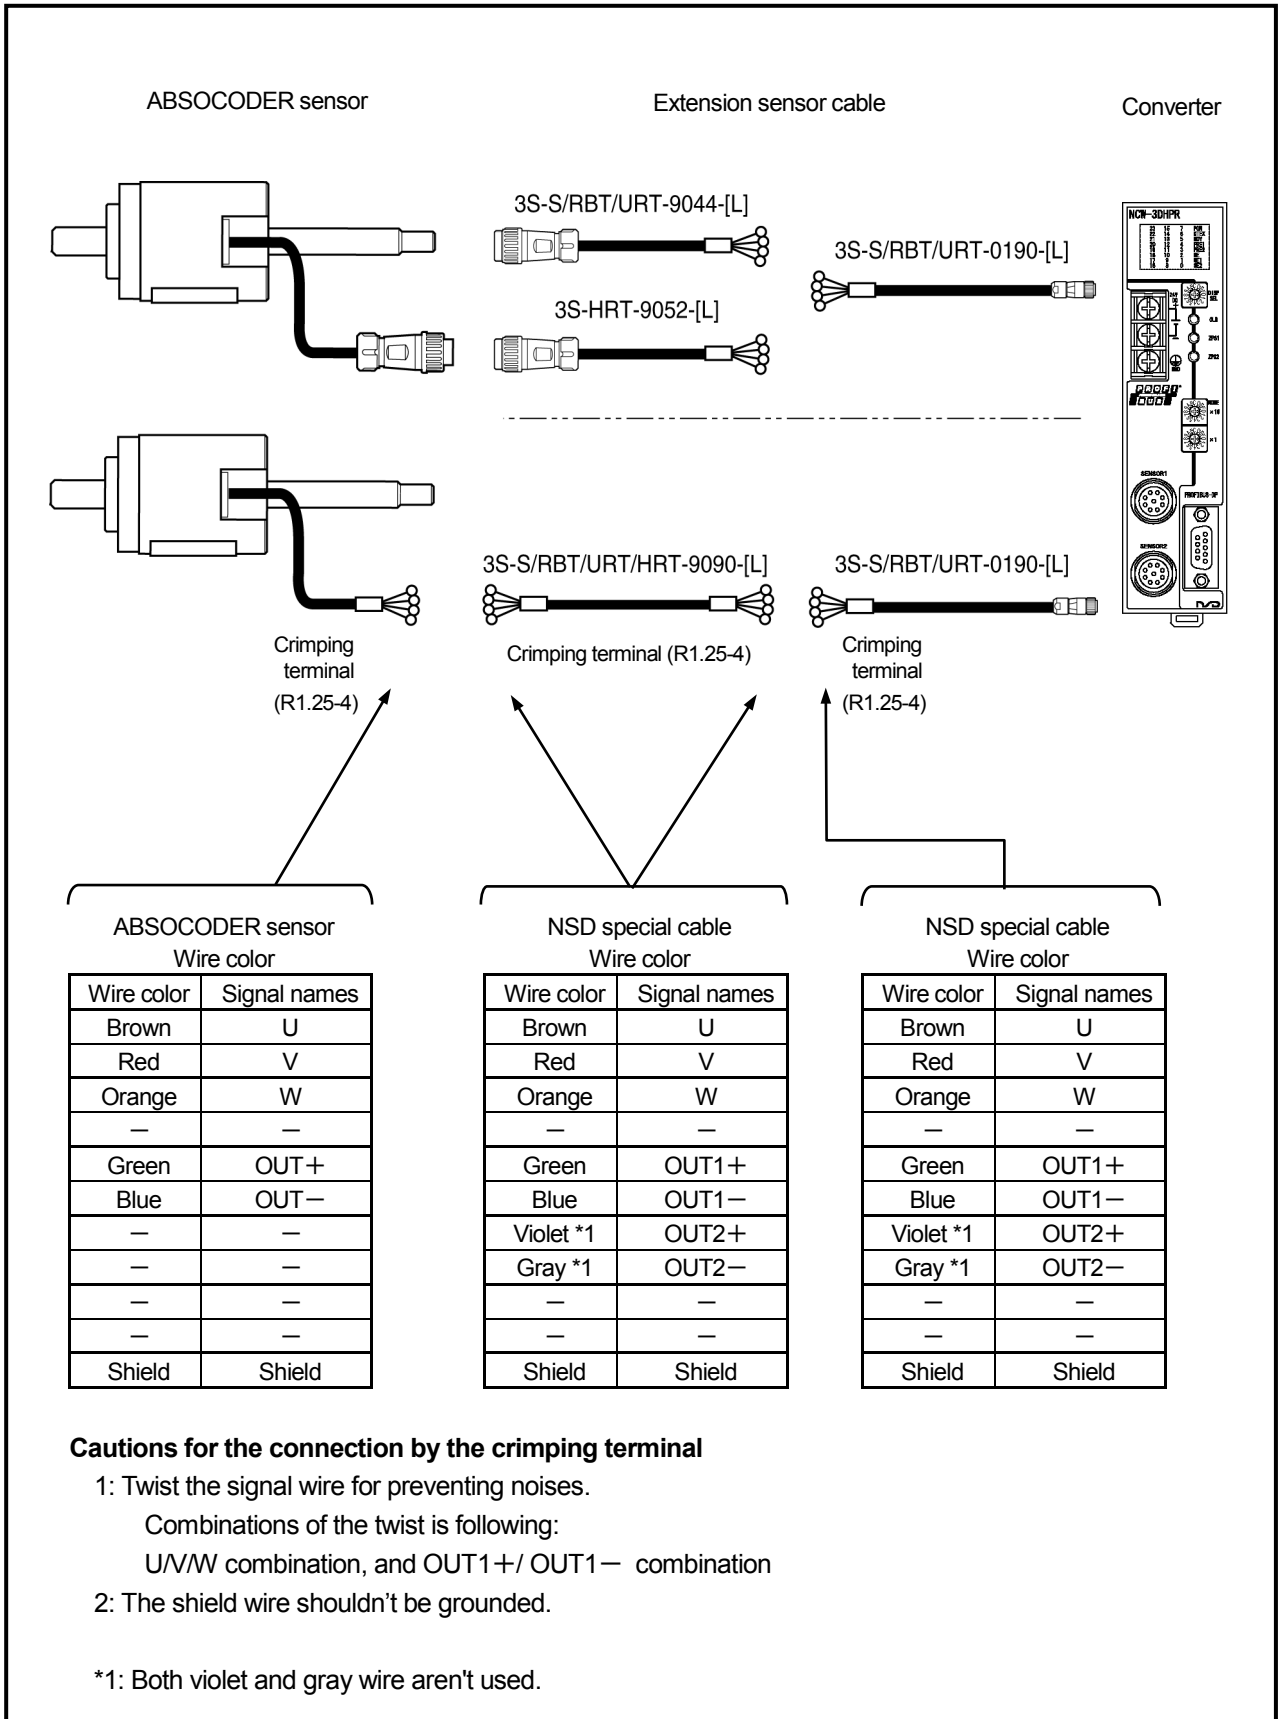 ABSOCODER sensor
Extension sensor cable
Converter
3S-S/RBT/URT-9044-[L]
3S-S/RBT/URT-0190-[L]
3S-HRT-9052-[L]
NCW-3DHPR
SENSOR1
PROFIBUS-DP
SENSOR2
3S-S/RBT/URT/HRT-9090-[L]
3S-S/RBT/URT-0190-[L]
Crimping
terminal
(R1.25-4)
Crimping terminal (R1.25-4)
Crimping
terminal
(R1.25-4)
ABSOCODER sensor
Wire color
Wire color Signal names
Brown U
Red V
Orange W
— —
Green OUT+
Blue OUT−
— —
— —
— —
— —
Shield Shield
NSD special cable
Wire color
Wire color Signal names
Brown U
Red V
Orange W
— —
Green OUT1+
Blue OUT1−
Violet *1 OUT2+
Gray *1 OUT2−
— —
— —
Shield Shield
NSD special cable
Wire color
Wire color Signal names
Brown U
Red V
Orange W
— —
Green OUT1+
Blue OUT1−
Violet *1 OUT2+
Gray *1 OUT2−
— —
— —
Shield Shield
Cautions for the connection by the crimping terminal
1: Twist the signal wire for preventing noises.
Combinations of the twist is following:
U/V/W combination, and OUT1+/ OUT1− combination
2: The shield wire shouldn't be grounded.
*1: Both violet and gray wire aren't used.